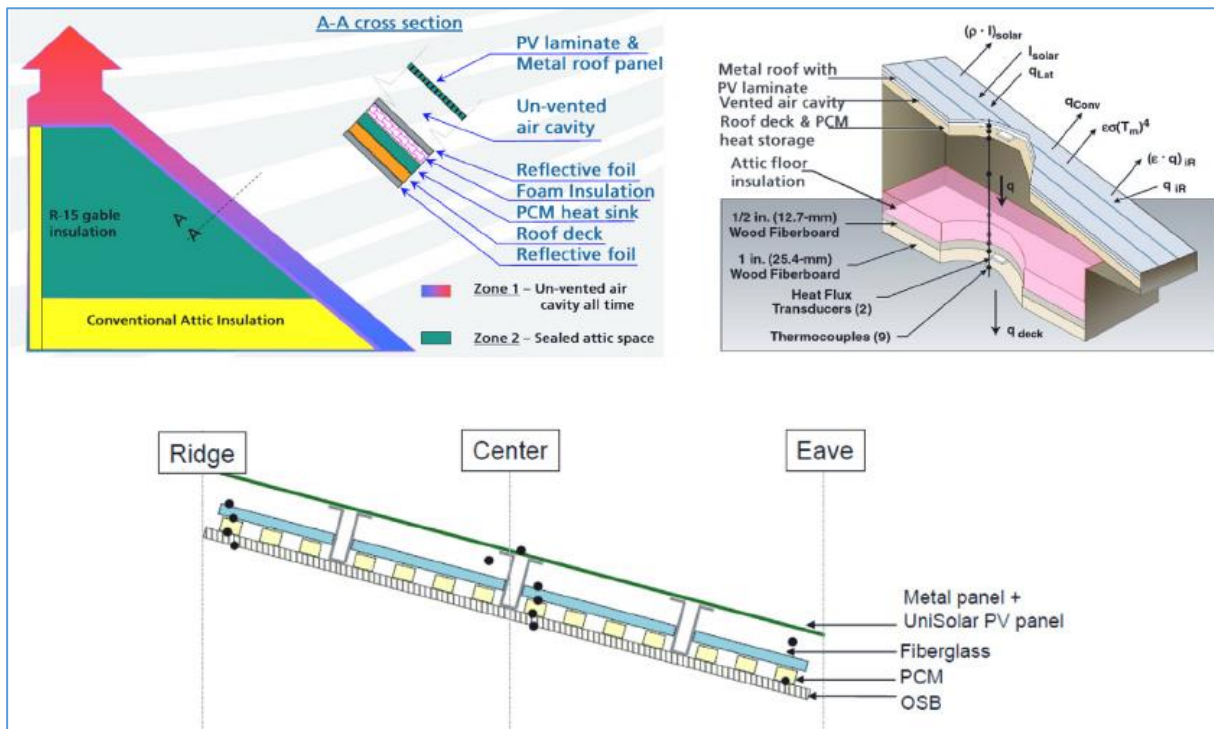 A-A cross section
PV laminate &
Metal roof panel
Un-vented
air cavity
Reflective foil
Foam Insulation
PCM heat sink
Roof deck
Reflective foil
R-15 gable
insulation
A
A
Conventional Attic Insulation
Zone 1 – Un-vented air
cavity all time
Zone 2 – Sealed attic space
(ρ · I)solar
Isolar
qLat
qConv
εσ(Tm)4
(ε · q) iR
q iR
Metal roof with
PV laminate
Vented air cavity
Roof deck & PCM
heat storage
Attic floor
insulation
q
1/2 in. (12.7-mm)
Wood Fiberboard
1 in. (25.4-mm)
Wood Fiberboard
Heat Flux
Transducers (2)
Thermocouples (9)
q deck
Ridge
Center
Eave
Metal panel +
UniSolar PV panel
Fiberglass
PCM
OSB